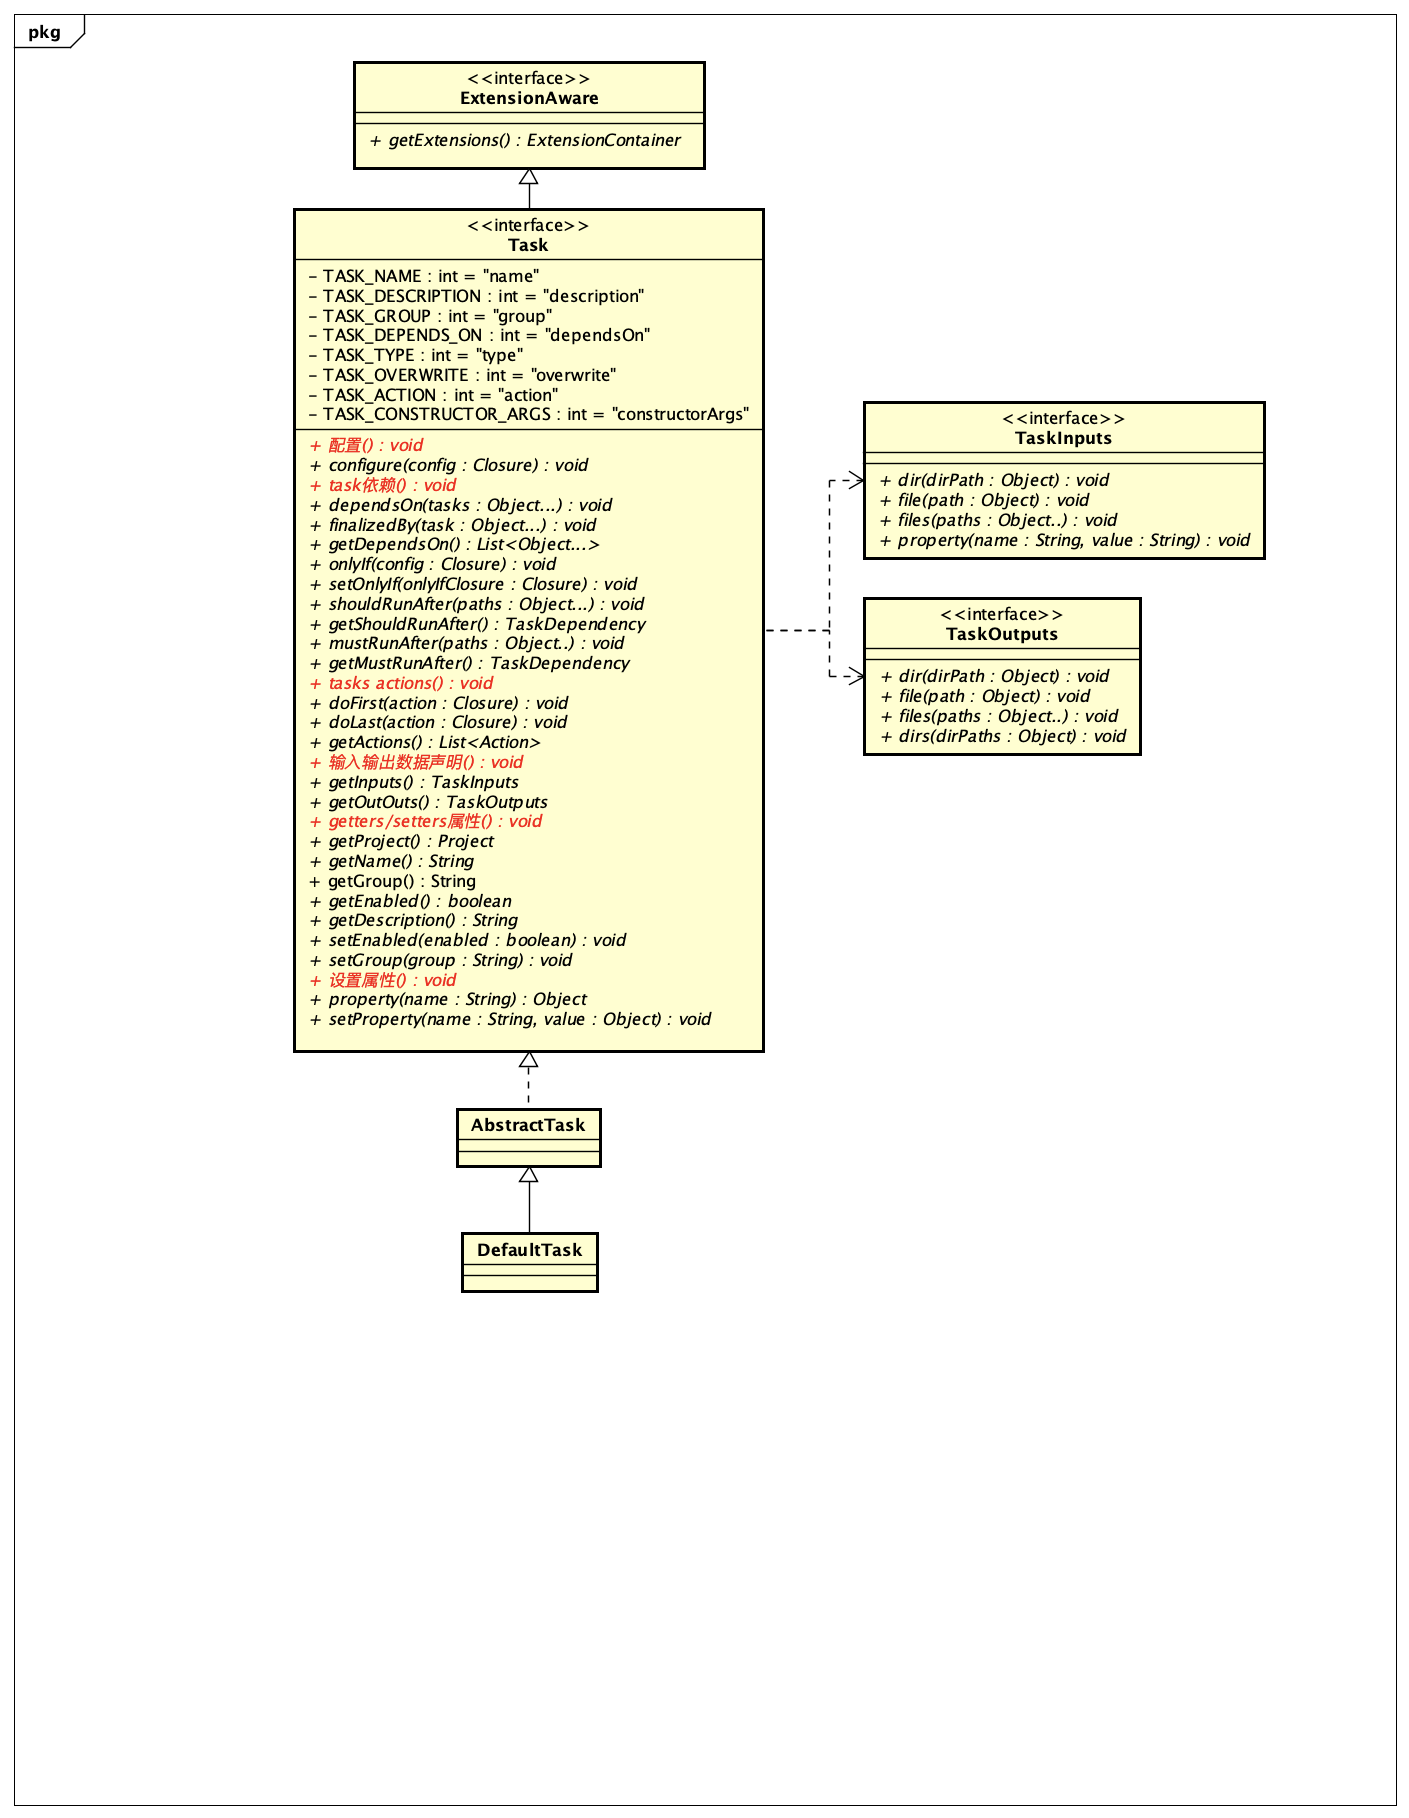 pkg
<<interface>>
ExtensionAware
+ getExtensions() : ExtensionContainer
<<interface>>
Task
- TASK_NAME : int = "name"
- TASK_DESCRIPTION : int = "description"
- TASK_GROUP : int = "group"
- TASK_DEPENDS_ON : int = "dependsOn"
- TASK_TYPE : int = "type"
- TASK_OVERWRITE : int = "overwrite"
- TASK_ACTION : int = "action"
- TASK_CONSTRUCTOR_ARGS : int = "constructorArgs"
+ 配置() : void
+ configure(config : Closure) : void
+ task依赖() : void
+ dependsOn(tasks : Object...) : void
+ finalizedBy(task : Object...) : void
+ getDependsOn() : List<Object...>
+ onlyIf(config : Closure) : void
+ setOnlyIf(onlyIfClosure : Closure) : void
+ shouldRunAfter(paths : Object...) : void
+ getShouldRunAfter() : TaskDependency
+ mustRunAfter(paths : Object..) : void
+ getMustRunAfter() : TaskDependency
+ tasks actions() : void
+ doFirst(action : Closure) : void
+ doLast(action : Closure) : void
+ getActions() : List<Action>
+ 输入输出数据声明() : void
+ getInputs() : TaskInputs
+ getOutOuts() : TaskOutputs
+ getters/setters属性() : void
+ getProject() : Project
+ getName() : String
+ getGroup() : String
+ getEnabled() : boolean
+ getDescription() : String
+ setEnabled(enabled : boolean) : void
+ setGroup(group : String) : void
+ 设置属性() : void
+ property(name : String) : Object
+ setProperty(name : String, value : Object) : void
<<interface>>
TaskInputs
+ dir(dirPath : Object) : void
+ file(path : Object) : void
+ files(paths : Object..) : void
+ property(name : String, value : String) : void
<<interface>>
TaskOutputs
+ dir(dirPath : Object) : void
+ file(path : Object) : void
+ files(paths : Object..) : void
+ dirs(dirPaths : Object) : void
AbstractTask
DefaultTask